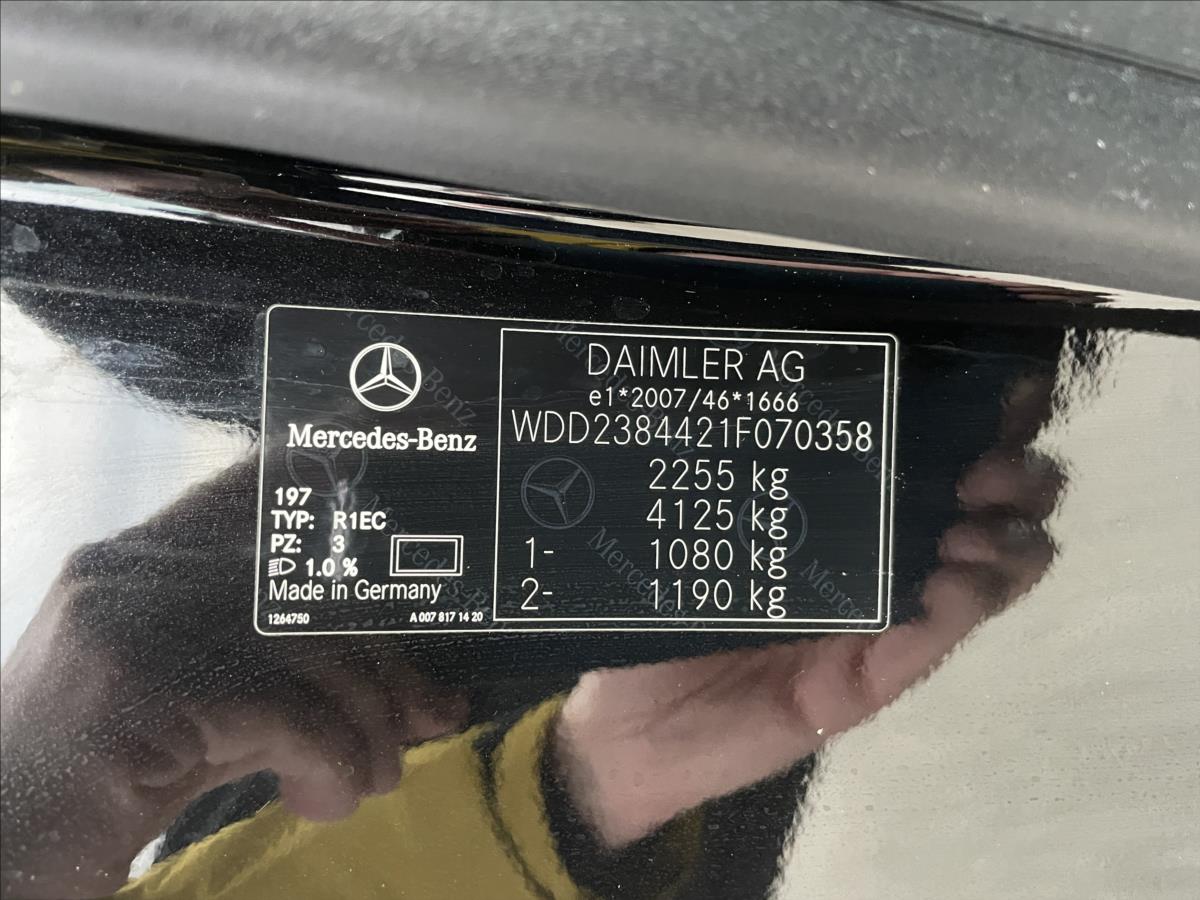 Mercedes-Benz
197
TYP: R1EC
PZ: 3
1.0 %
Made in Germany
1264750
A 007 817 14 20
DAIMLER AG
e1*2007/46*1666
WDD2384421F070358
2255 kg
4125 kg
1- 1080 kg
2- 1190 kg